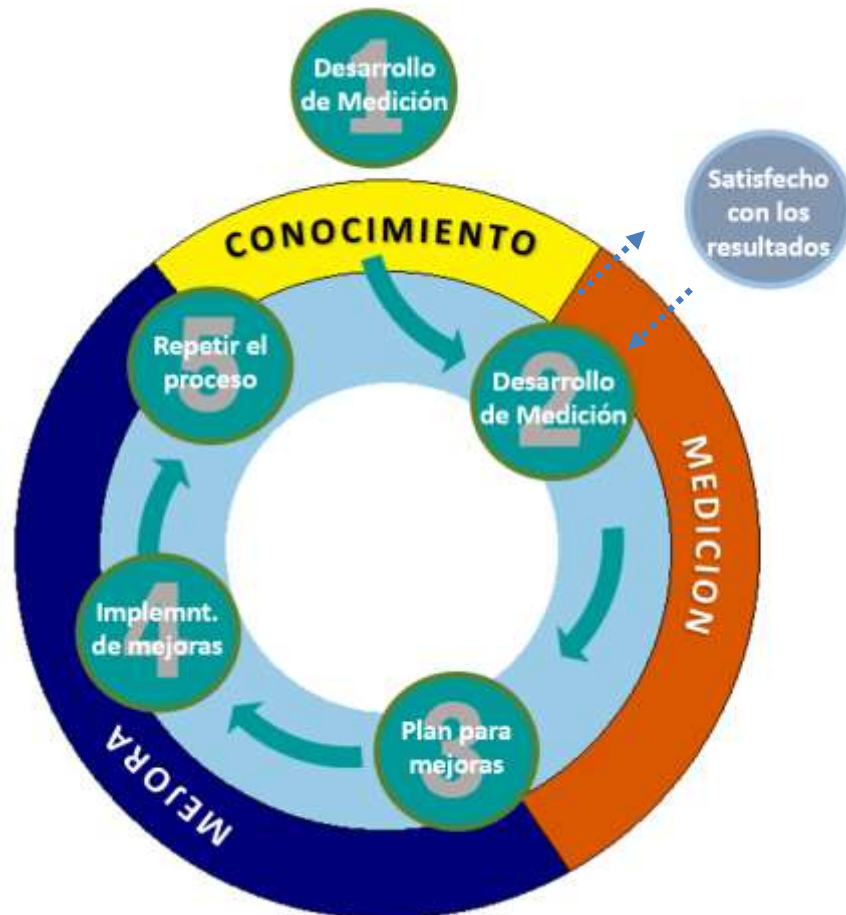 1
Desarrollo
de Medición
Satisfecho
con los
resultados
CONOCIMIENTO
5
Repetir el
proceso
2
Desarrollo
de Medición
MEDICION
4
Implemnt.
de mejoras
3
Plan para
mejoras
MEJORA